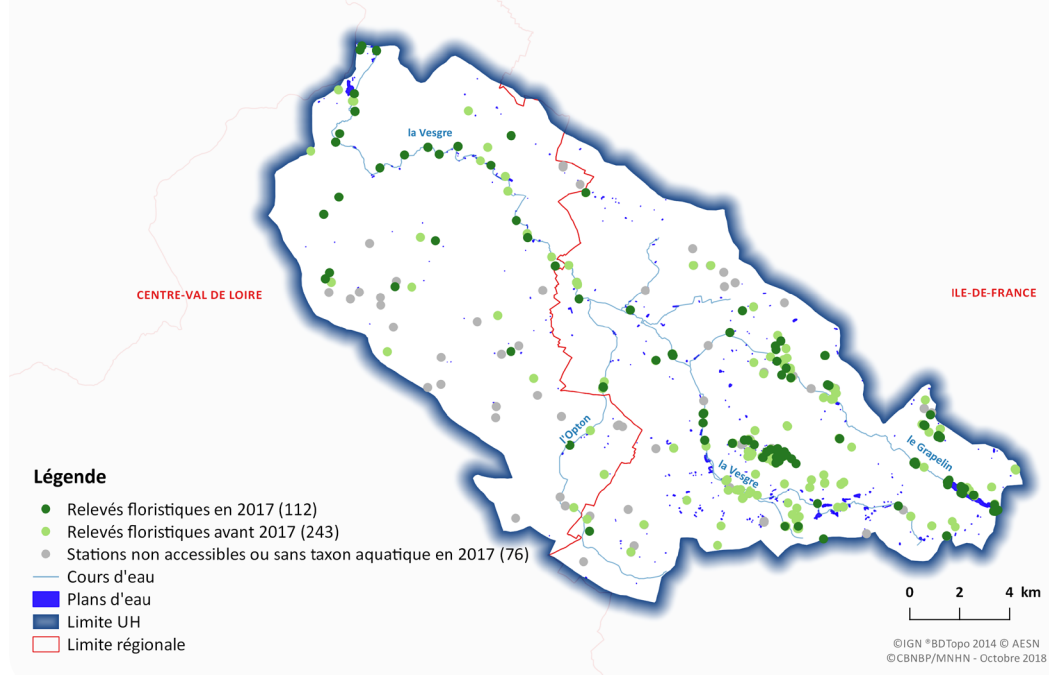 la Vesgre
CENTRE-VAL DE LOIRE
ILE-DE-FRANCE
l'Opton
la Vesgre
le Grapelin
Légende
Relevés floristiques en 2017 (112)
Relevés floristiques avant 2017 (243)
Stations non accessibles ou sans taxon aquatique en 2017 (76)
Cours d'eau
Plans d'eau
Limite UH
Limite régionale
0 2 4 km
©IGN ®BDTopo 2014 © AESN
©CBNBP/MNHN - Octobre 2018